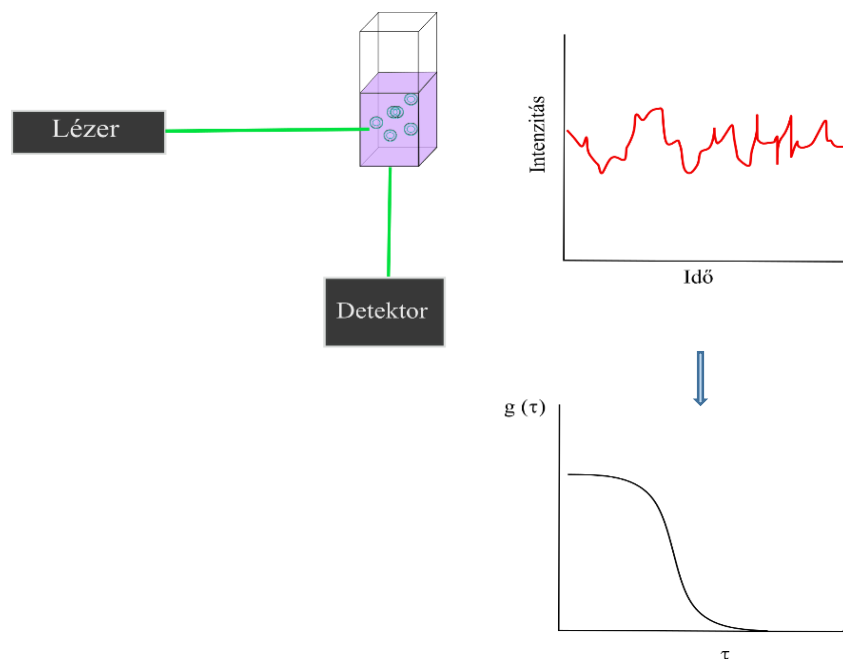 Lézer
Detektor
Intenzitás
Idő
g (τ)
τ